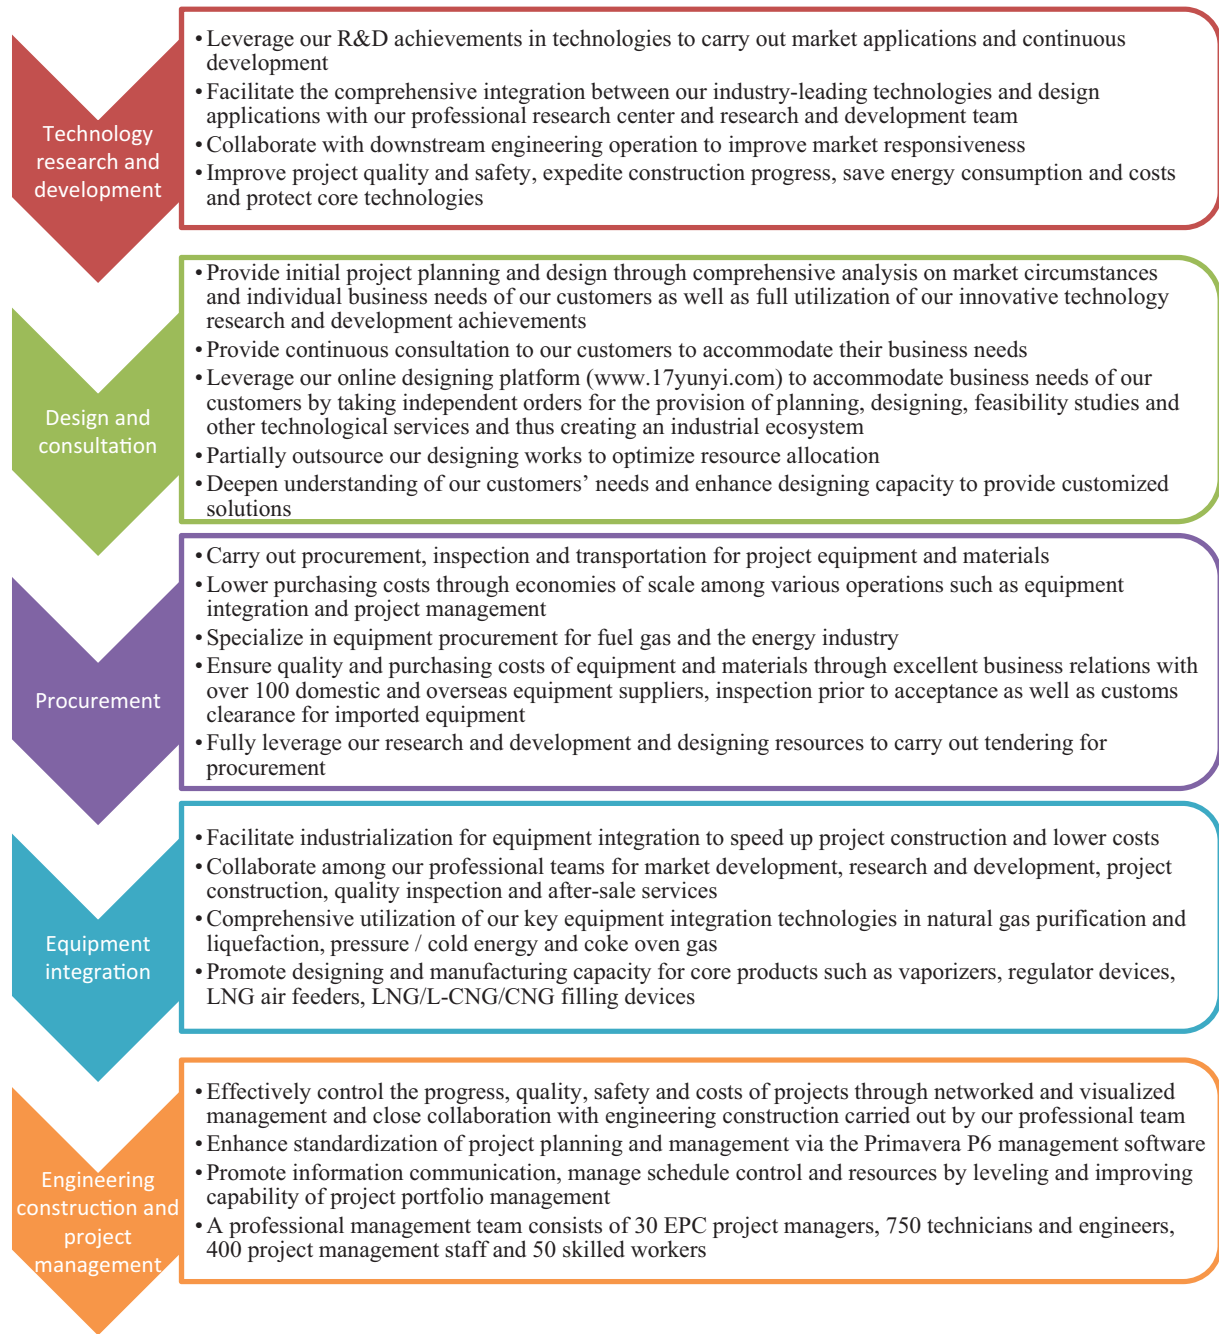 Technology
research and
development
• Leverage our R&D achievements in technologies to carry out market applications and continuous
development
• Facilitate the comprehensive integration between our industry-leading technologies and design
applications with our professional research center and research and development team
• Collaborate with downstream engineering operation to improve market responsiveness
• Improve project quality and safety, expedite construction progress, save energy consumption and costs
and protect core technologies
Design and
consultation
• Provide initial project planning and design through comprehensive analysis on market circumstances
and individual business needs of our customers as well as full utilization of our innovative technology
research and development achievements
• Provide continuous consultation to our customers to accommodate their business needs
• Leverage our online designing platform (www.17yunyi.com) to accommodate business needs of our
customers by taking independent orders for the provision of planning, designing, feasibility studies and
other technological services and thus creating an industrial ecosystem
• Partially outsource our designing works to optimize resource allocation
• Deepen understanding of our customers’ needs and enhance designing capacity to provide customized
solutions
Procurement
• Carry out procurement, inspection and transportation for project equipment and materials
• Lower purchasing costs through economies of scale among various operations such as equipment
integration and project management
• Specialize in equipment procurement for fuel gas and the energy industry
• Ensure quality and purchasing costs of equipment and materials through excellent business relations with
over 100 domestic and overseas equipment suppliers, inspection prior to acceptance as well as customs
clearance for imported equipment
• Fully leverage our research and development and designing resources to carry out tendering for
procurement
Equipment
integration
• Facilitate industrialization for equipment integration to speed up project construction and lower costs
• Collaborate among our professional teams for market development, research and development, project
construction, quality inspection and after-sale services
• Comprehensive utilization of our key equipment integration technologies in natural gas purification and
liquefaction, pressure / cold energy and coke oven gas
• Promote designing and manufacturing capacity for core products such as vaporizers, regulator devices,
LNG air feeders, LNG/L-CNG/CNG filling devices
Engineering
construction and
project
management
• Effectively control the progress, quality, safety and costs of projects through networked and visualized
management and close collaboration with engineering construction carried out by our professional team
• Enhance standardization of project planning and management via the Primavera P6 management software
• Promote information communication, manage schedule control and resources by leveling and improving
capability of project portfolio management
• A professional management team consists of 30 EPC project managers, 750 technicians and engineers,
400 project management staff and 50 skilled workers